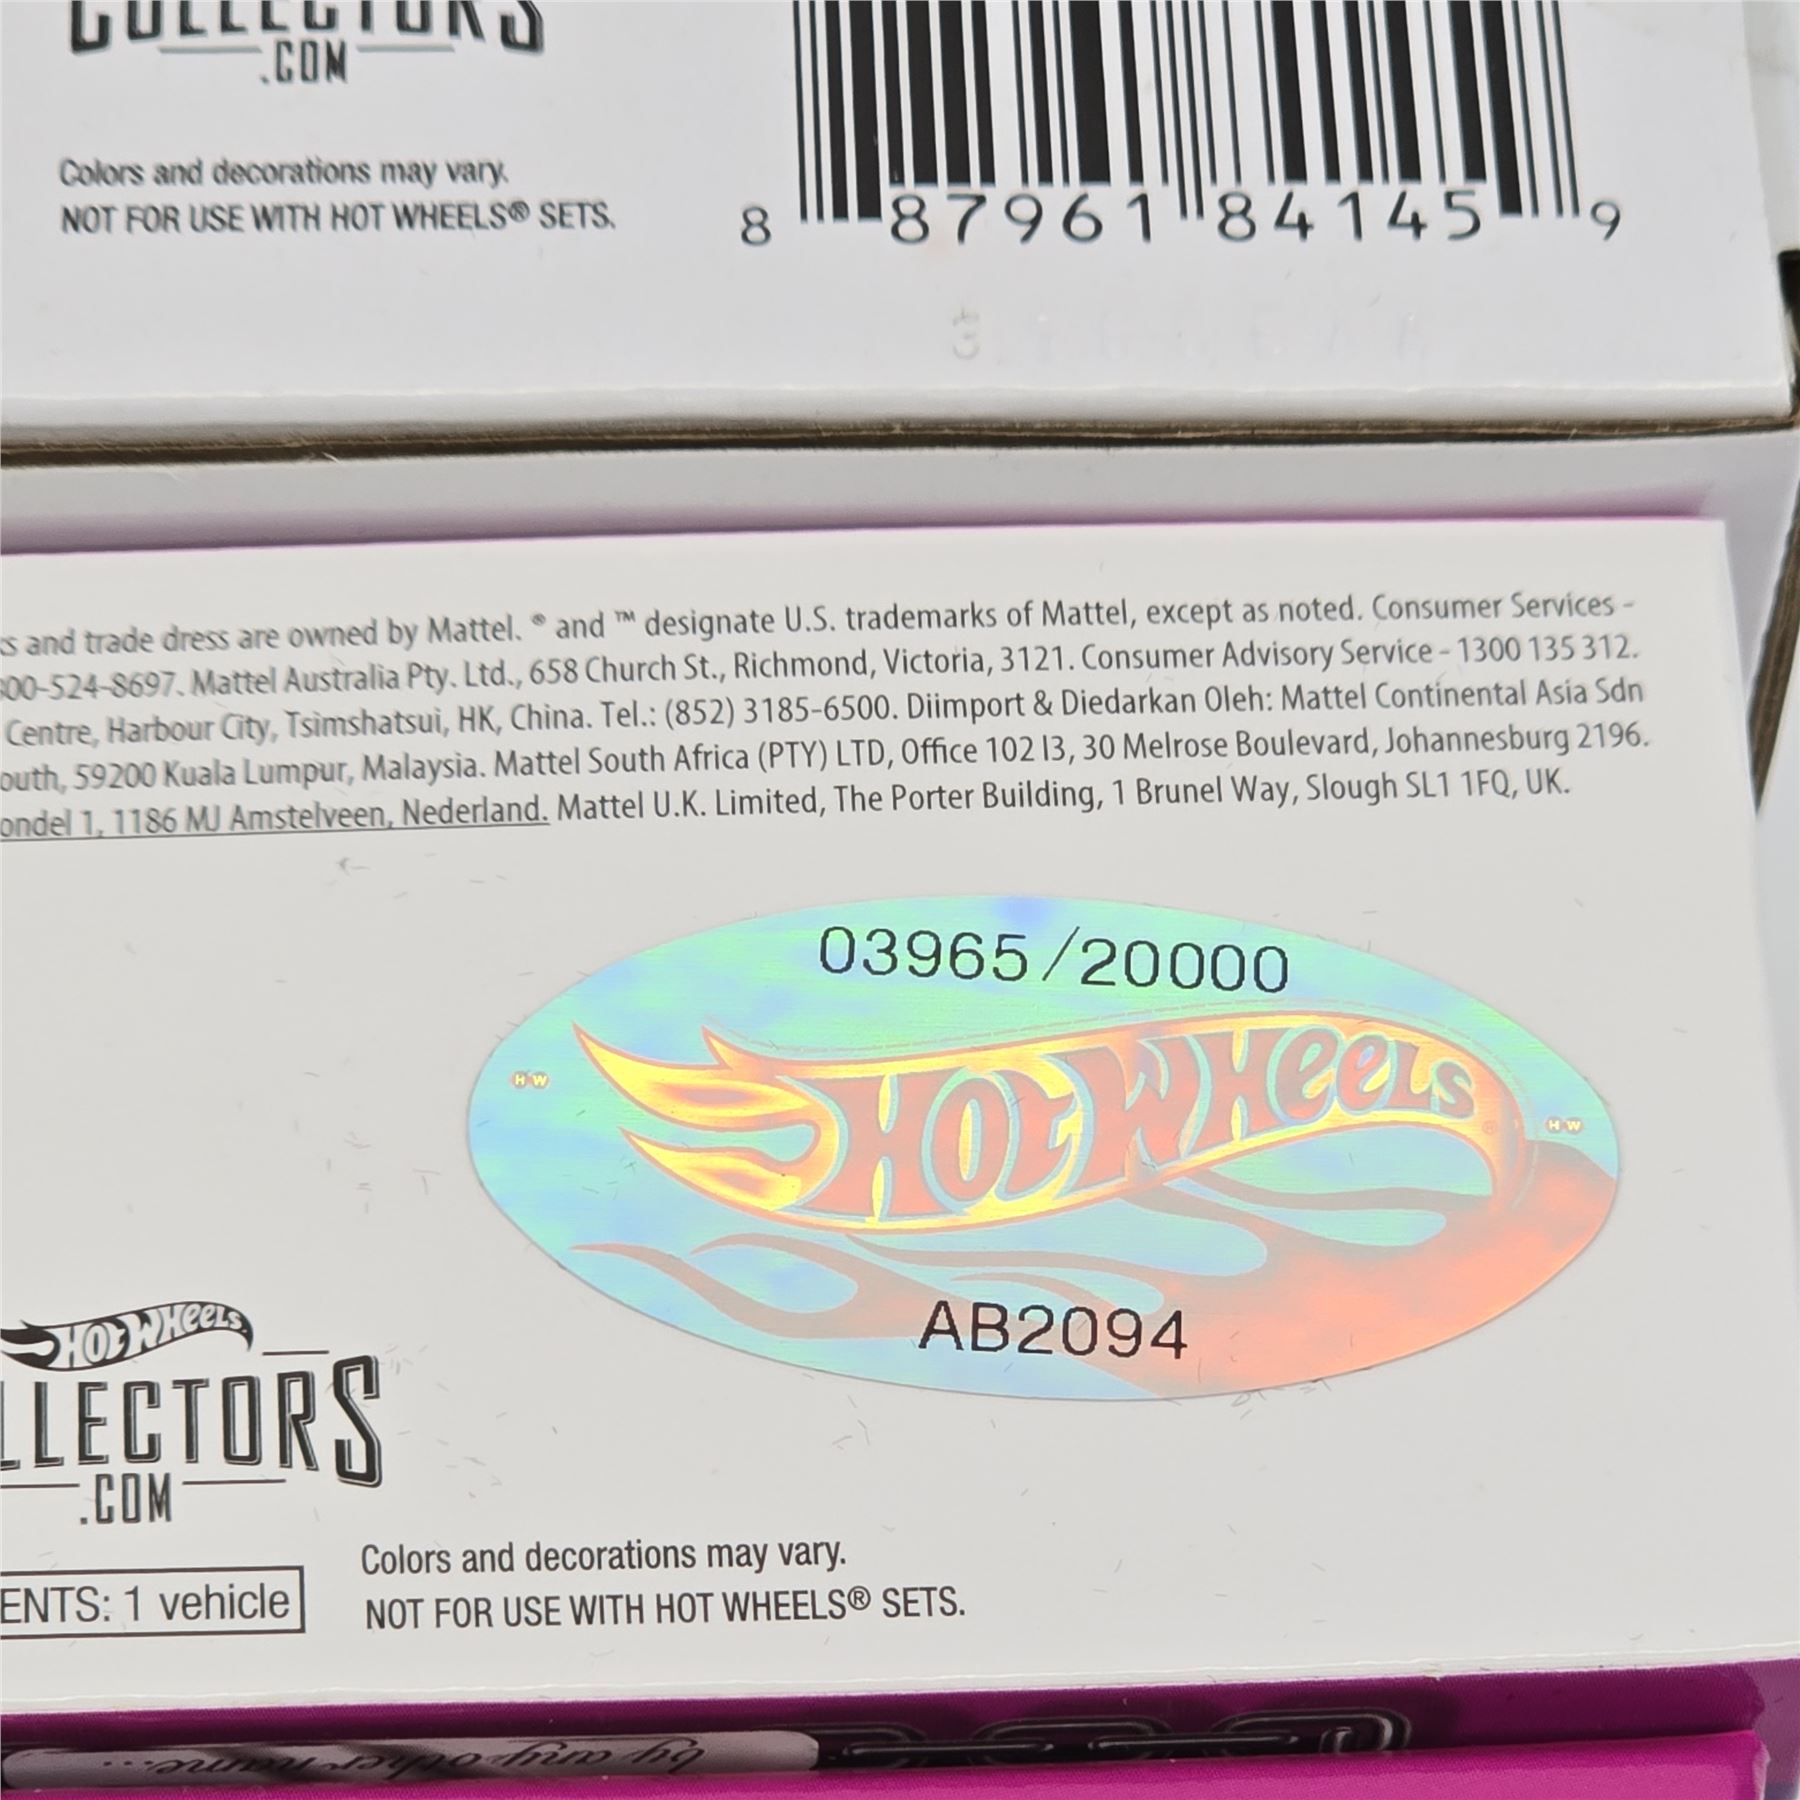 COLLECTORS
.COM
Colors and decorations may vary.
NOT FOR USE WITH HOT WHEELS® SETS.
8 87961 84145 9
and trade dress are owned by Mattel. ® and ™ designate U.S. trademarks of Mattel, except as noted. Consumer Services -
00-524-8697. Mattel Australia Pty. Ltd., 658 Church St., Richmond, Victoria, 3121. Consumer Advisory Service - 1300 135 312.
Centre, Harbour City, Tsimshatsui, HK, China. Tel.: (852) 3185-6500. Diimport & Diedarkan Oleh: Mattel Continental Asia Sdn
outh, 59200 Kuala Lumpur, Malaysia. Mattel South Africa (PTY) LTD, Office 102 I3, 30 Melrose Boulevard, Johannesburg 2196.
ondel 1, 1186 MJ Amstelveen, Nederland. Mattel U.K. Limited, The Porter Building, 1 Brunel Way, Slough SL1 1FQ, UK.
03965/20000
HOT WHEELS
HW
HW
AB2094
HOT WHEELS
LLECTORS
.COM
ENTS: 1 vehicle
Colors and decorations may vary.
NOT FOR USE WITH HOT WHEELS® SETS.
by any other name...